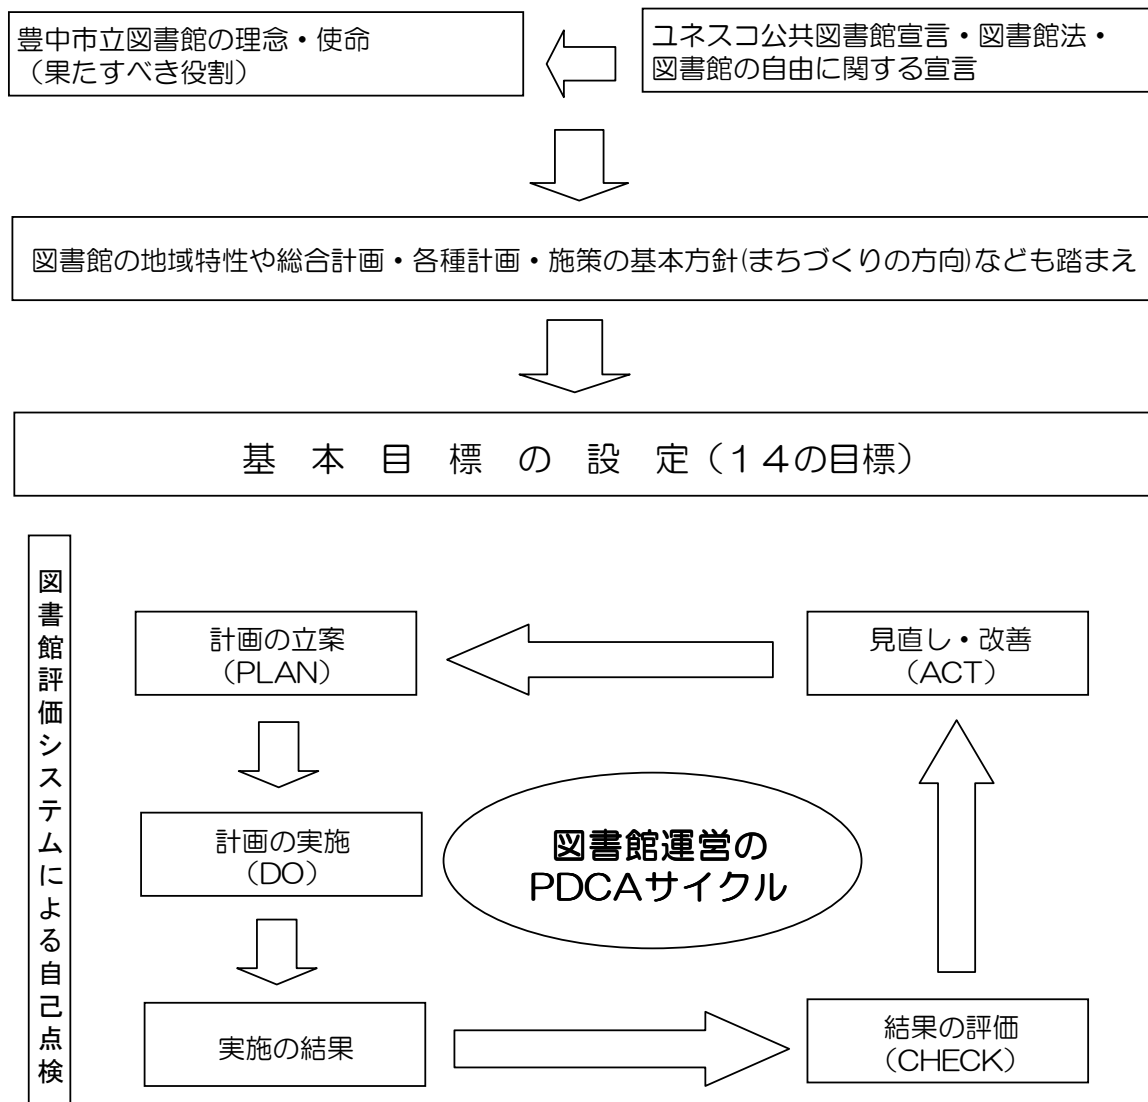 豊中市立図書館の理念・使命
（果たすべき役割）
ユネスコ公共図書館宣言・図書館法・
図書館の自由に関する宣言
図書館の地域特性や総合計画・各種計画・施策の基本方針(まちづくりの方向)なども踏まえ
基本目標の設定（１４の目標）
図書館評価システムによる自己点検
計画の立案
（PLAN）
見直し・改善
（ACT）
計画の実施
（DO）
図書館運営の
PDCAサイクル
実施の結果
結果の評価
（CHECK）